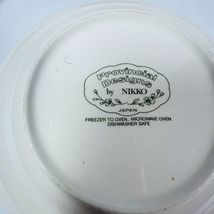 Provincial
Designs
by NIKKO
JAPAN
FREEZER TO OVEN, MICROWAVE OVEN
DISHWASHER SAFE